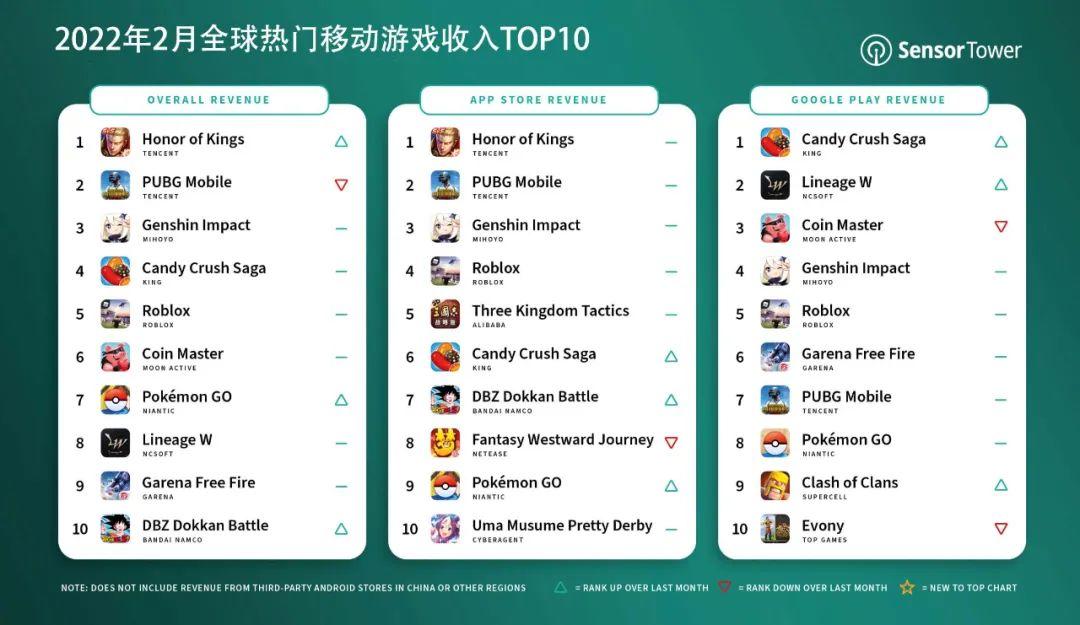 2022年2月全球热门移动游戏收入TOP10
SensorTower
OVERALL REVENUE
1 Honor of Kings
TENCENT
2 PUBG Mobile
TENCENT
3 Genshin Impact
MIHOYO
4 Candy Crush Saga
KING
5 Roblox
ROBLOX
6 Coin Master
MOON ACTIVE
7 Pokémon GO
NIANTIC
8 Lineage W
NCSOFT
9 Garena Free Fire
GARENA
10 DBZ Dokkan Battle
BANDAI NAMCO
APP STORE REVENUE
1 Honor of Kings
TENCENT
2 PUBG Mobile
TENCENT
3 Genshin Impact
MIHOYO
4 Roblox
ROBLOX
5 Three Kingdom Tactics
ALIBABA
6 Candy Crush Saga
KING
7 DBZ Dokkan Battle
BANDAI NAMCO
8 Fantasy Westward Journey
NETEASE
9 Pokémon GO
NIANTIC
10 Uma Musume Pretty Derby
CYBERAGENT
GOOGLE PLAY REVENUE
1 Candy Crush Saga
KING
2 Lineage W
NCSOFT
3 Coin Master
MOON ACTIVE
4 Genshin Impact
MIHOYO
5 Roblox
ROBLOX
6 Garena Free Fire
GARENA
7 PUBG Mobile
TENCENT
8 Pokémon GO
NIANTIC
9 Clash of Clans
SUPERCELL
10 Evony
TOP GAMES
NOTE: DOES NOT INCLUDE REVENUE FROM THIRD-PARTY ANDROID STORES IN CHINA OR OTHER REGIONS
= RANK UP OVER LAST MONTH
= RANK DOWN OVER LAST MONTH
= NEW TO TOP CHART